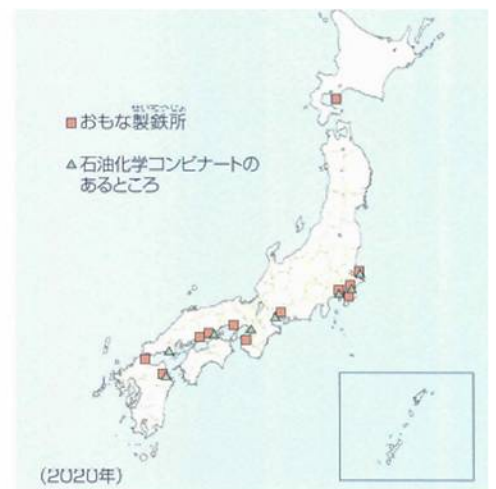 せいてつじょ
■おもな製鉄所
▲石油化学コンビナートの
あるところ
(2020年)